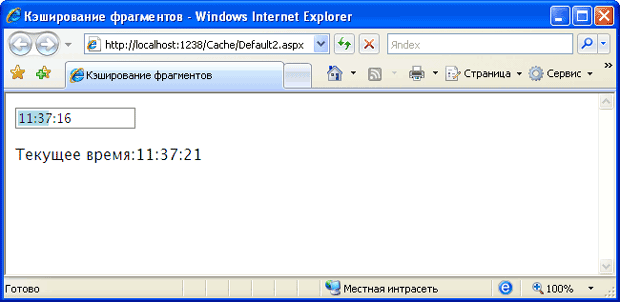 Кэширование фрагментов - Windows Internet Explorer
http://localhost:1238/Cache/Default2.aspx
Яndex
Кэширование фрагментов
Страница
Сервис
»
11:37:16
Текущее время:11:37:21
Готово
Местная интрасеть
100%